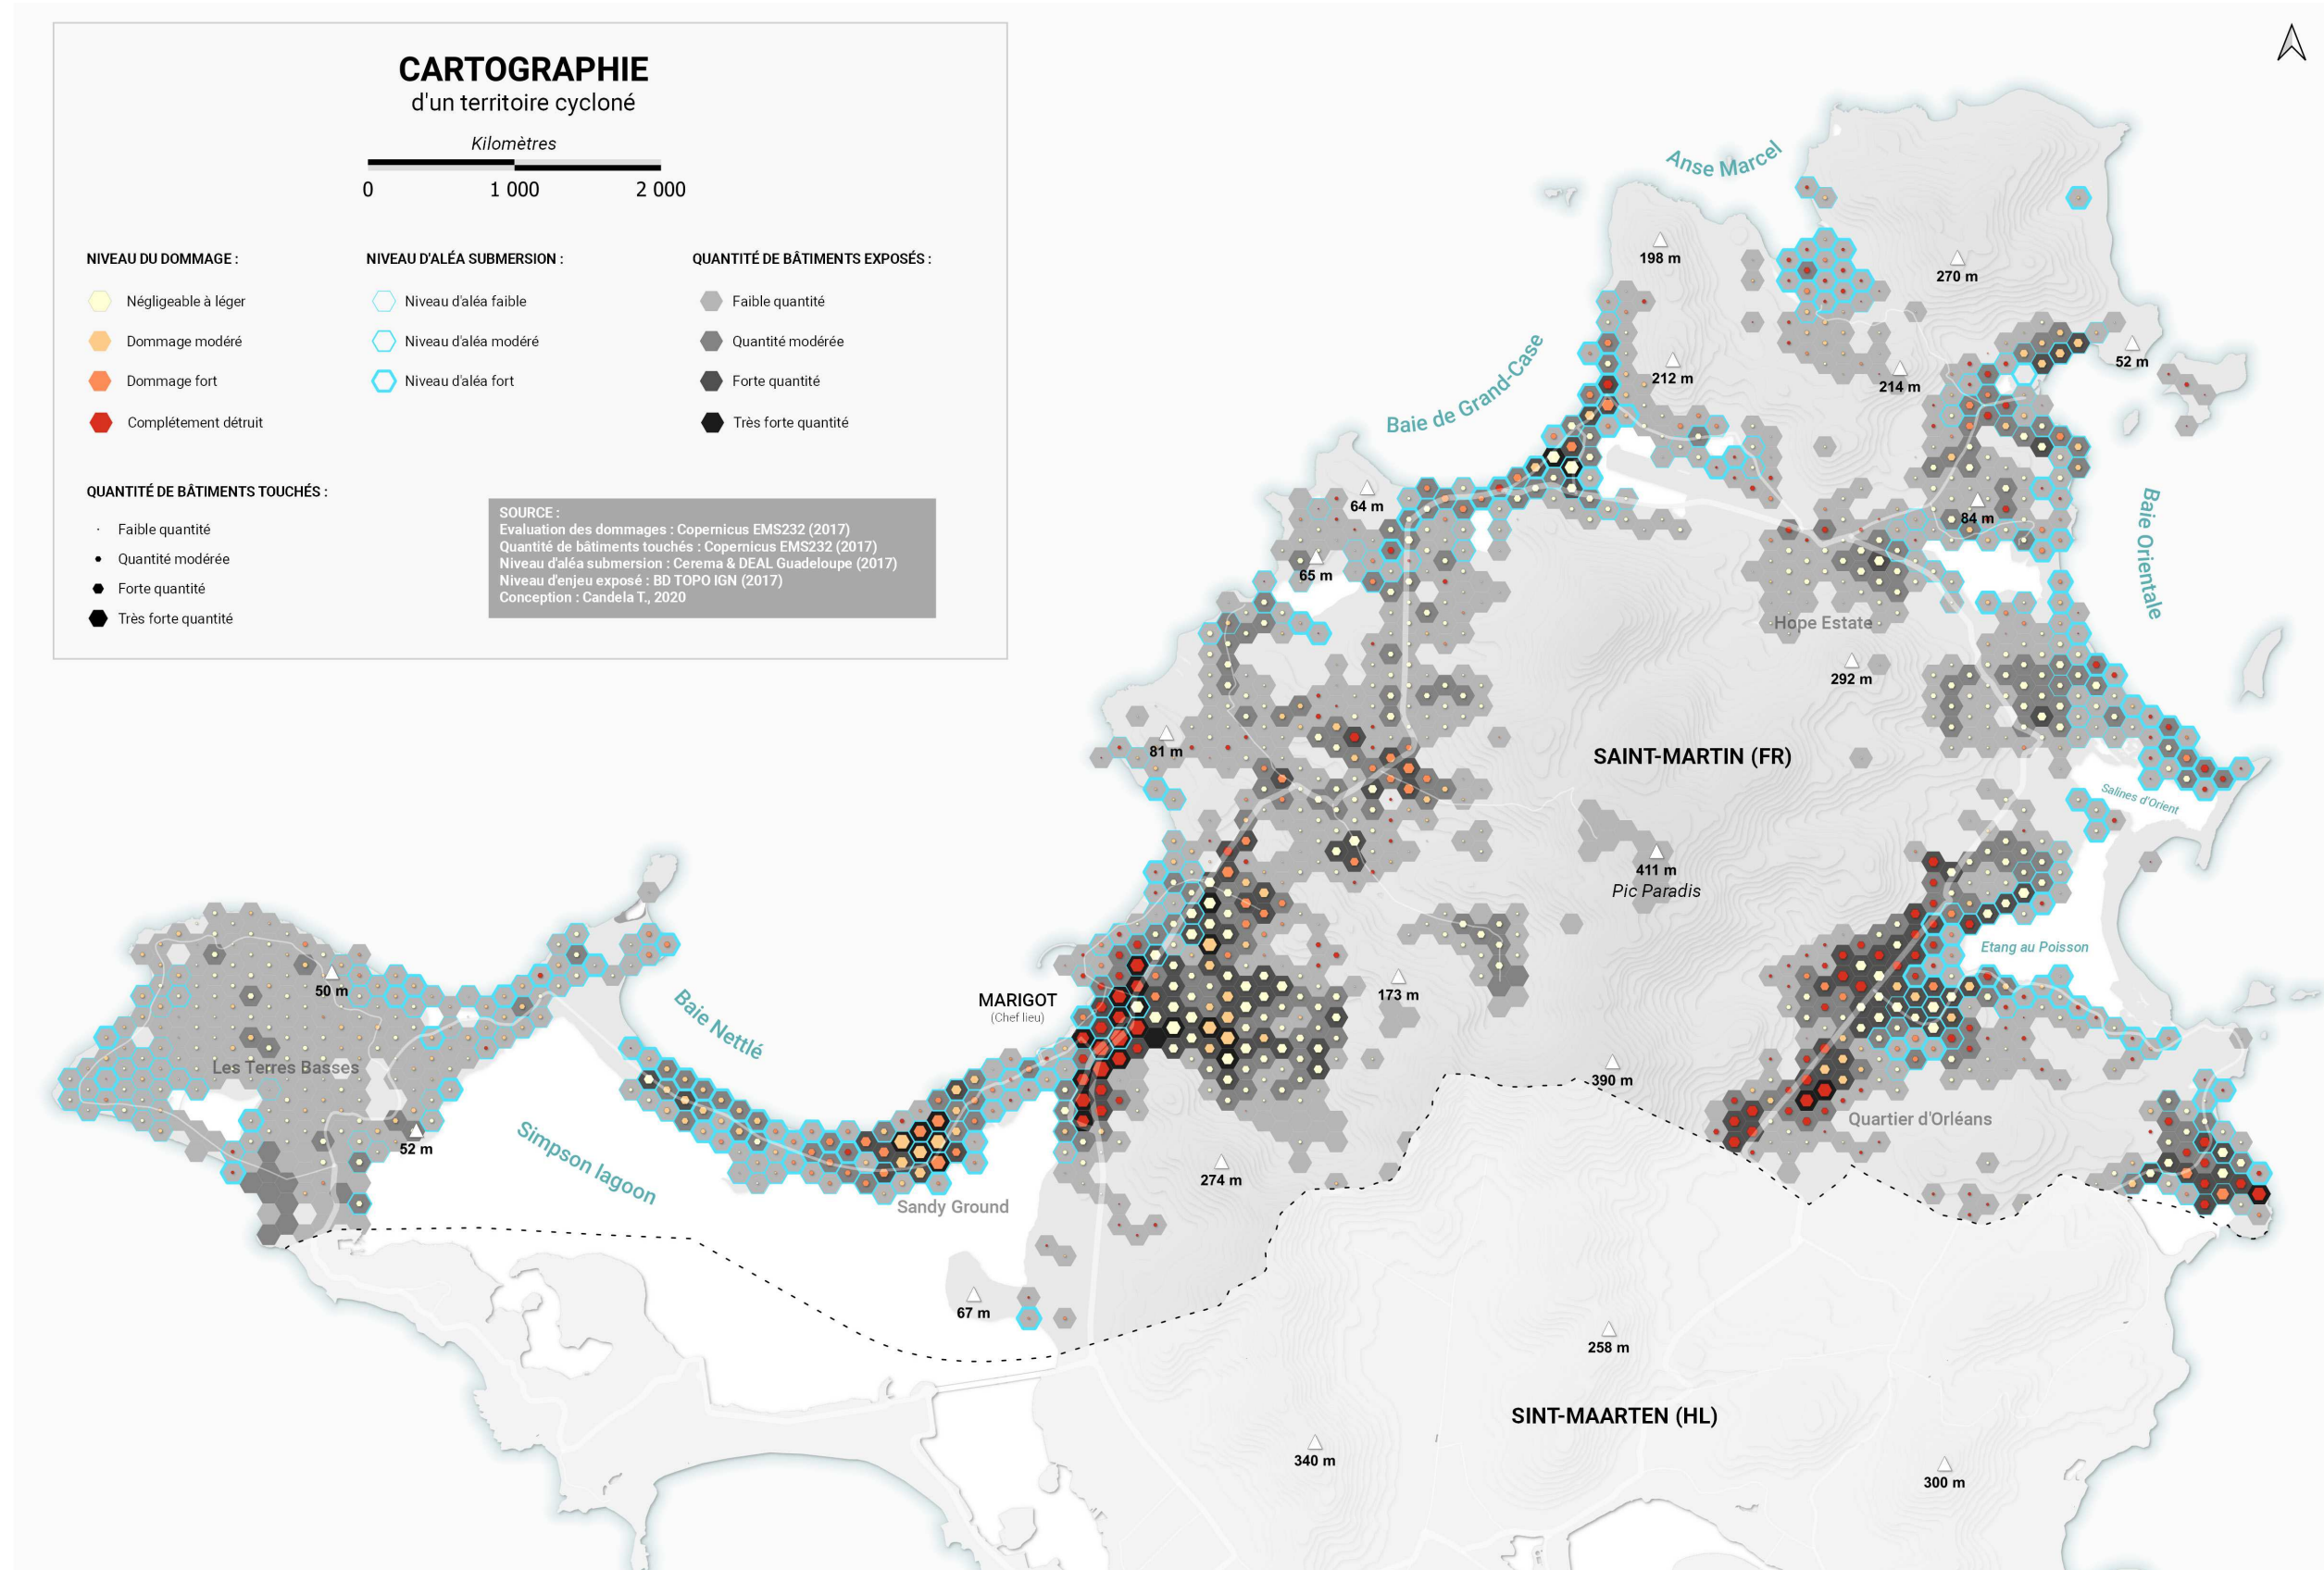 CARTOGRAPHIE
d'un territoire cycloné
Kilomètres
0 1 000 2 000
NIVEAU DU DOMMAGE :
Négligeable à léger
Dommage modéré
Dommage fort
Complétement détruit
NIVEAU D'ALÉA SUBMERSION :
Niveau d'aléa faible
Niveau d'aléa modéré
Niveau d'aléa fort
QUANTITÉ DE BÂTIMENTS EXPOSÉS :
Faible quantité
Quantité modérée
Forte quantité
Très forte quantité
QUANTITÉ DE BÂTIMENTS TOUCHÉS :
Faible quantité
Quantité modérée
Forte quantité
Très forte quantité
SOURCE :
Evaluation des dommages : Copernicus EMS232 (2017)
Quantité de bâtiments touchés : Copernicus EMS232 (2017)
Niveau d'aléa submersion : Cerema & DEAL Guadeloupe (2017)
Niveau d'enjeu exposé : BD TOPO IGN (2017)
Conception : Candela T., 2020
Anse Marcel
198 m
270 m
Baie de Grand-Case
212 m
52 m
214 m
64 m
84 m
Baie Orientale
65 m
Hope Estate
292 m
81 m
SAINT-MARTIN (FR)
Salines d'Orient
411 m
Pic Paradis
Etang au Poisson
50 m
MARIGOT
(Chef lieu)
173 m
Baie Nettlé
Les Terres Basses
390 m
Quartier d'Orléans
52 m
Simpson lagoon
274 m
Sandy Ground
67 m
258 m
SINT-MAARTEN (HL)
340 m
300 m